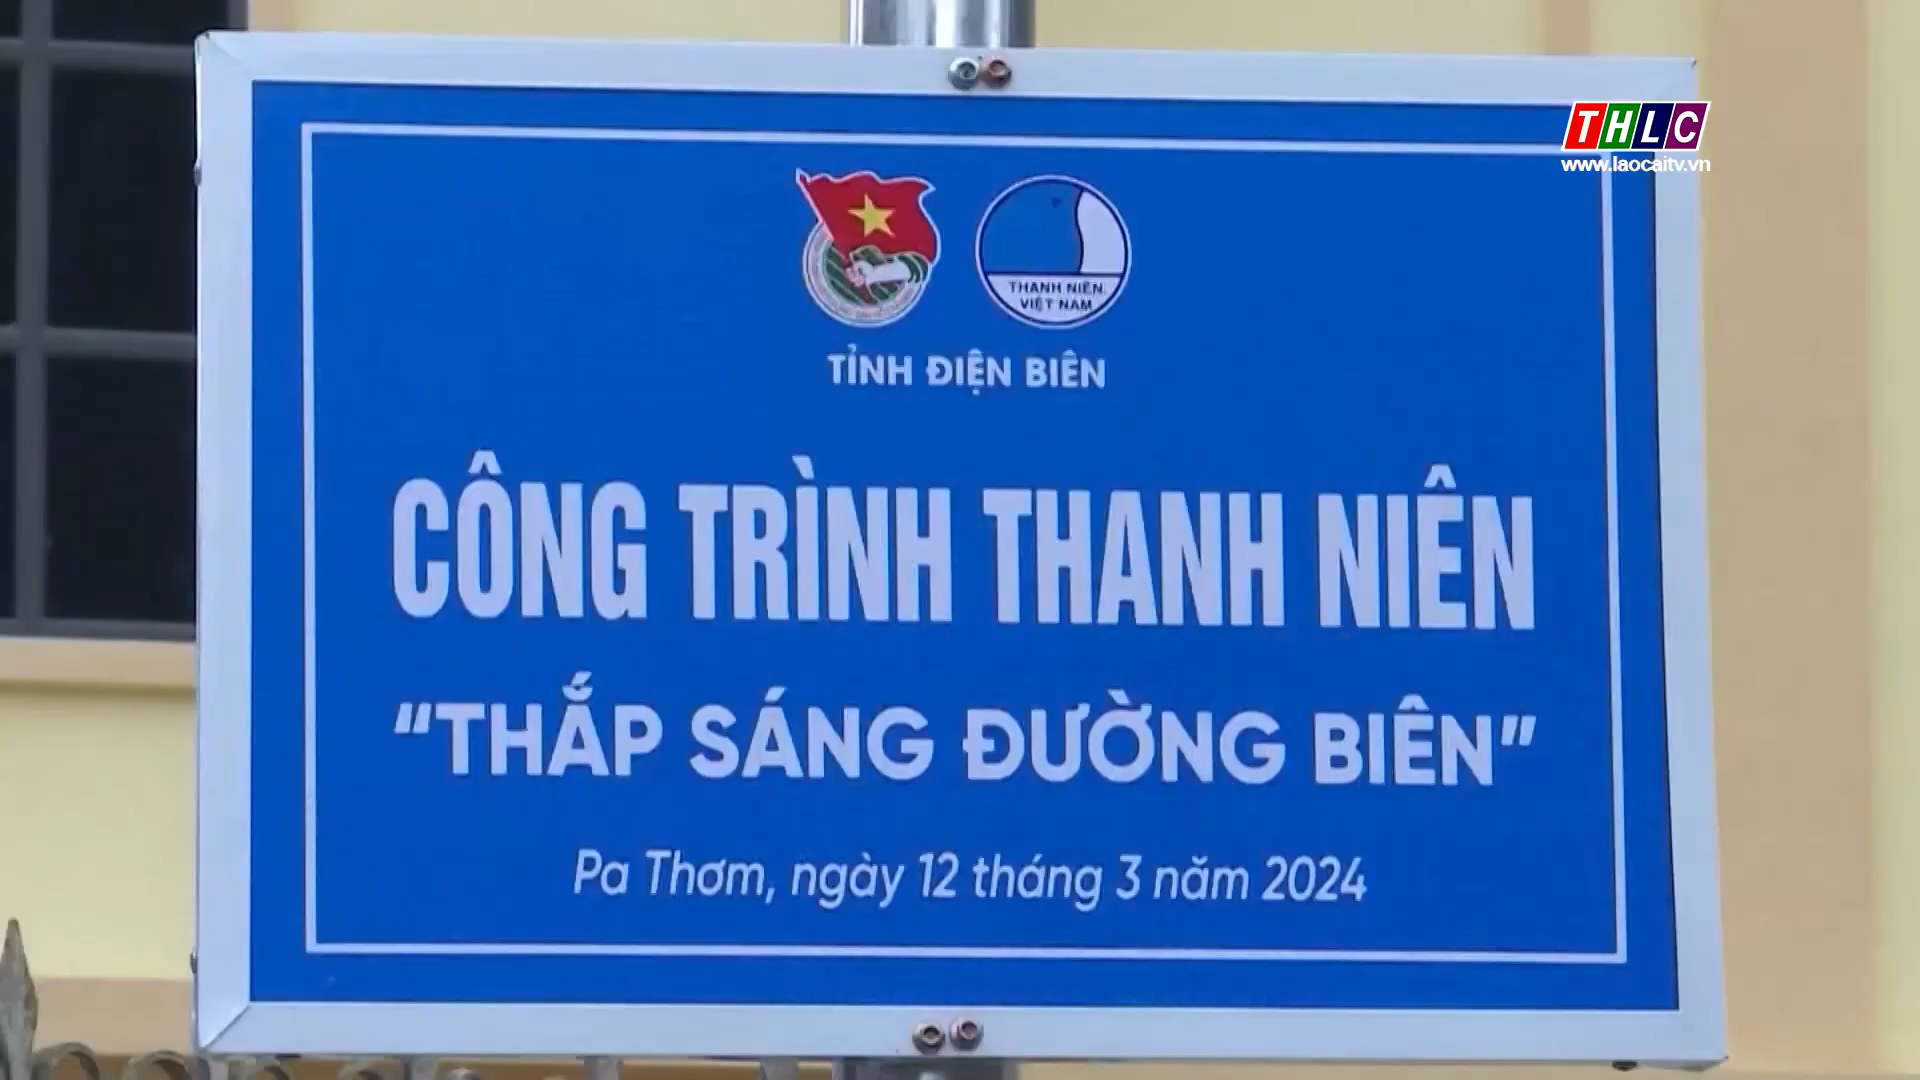 THLC
www.laocaitv.vn
THANH NIÊN
VIỆT NAM
TỈNH ĐIỆN BIÊN
CÔNG TRÌNH THANH NIÊN
“THẮP SÁNG ĐƯỜNG BIÊN”
Pa Thơm, ngày 12 tháng 3 năm 2024